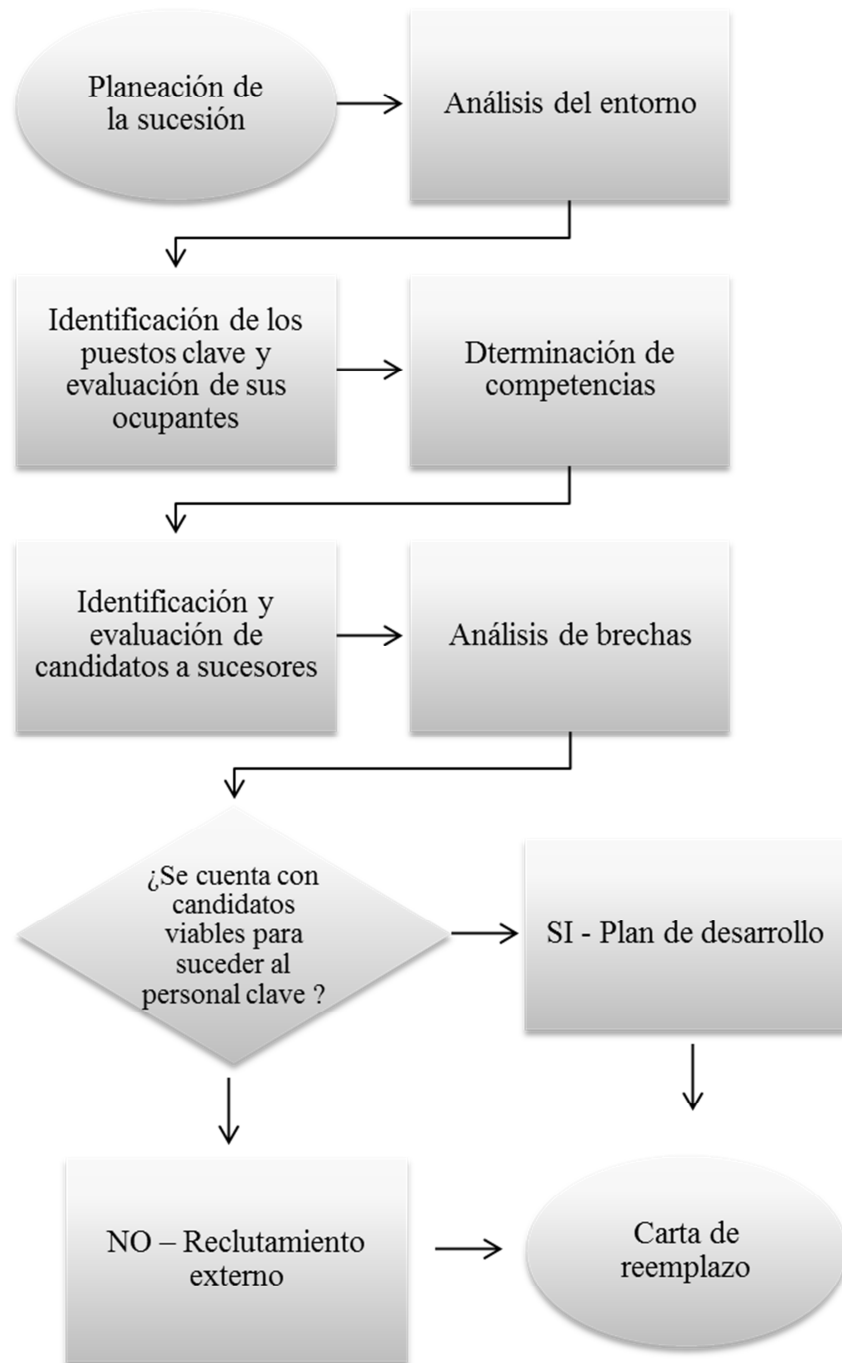 Planeación de
la sucesión
Análisis del entorno
Identificación de los
puestos clave y
evaluación de sus
ocupantes
Dterminación de
competencias
Identificación y
evaluación de
candidatos a sucesores
Análisis de brechas
¿Se cuenta con
candidatos
viables para
suceder al
personal clave ?
SI - Plan de desarrollo
NO – Reclutamiento
externo
Carta de
reemplazo